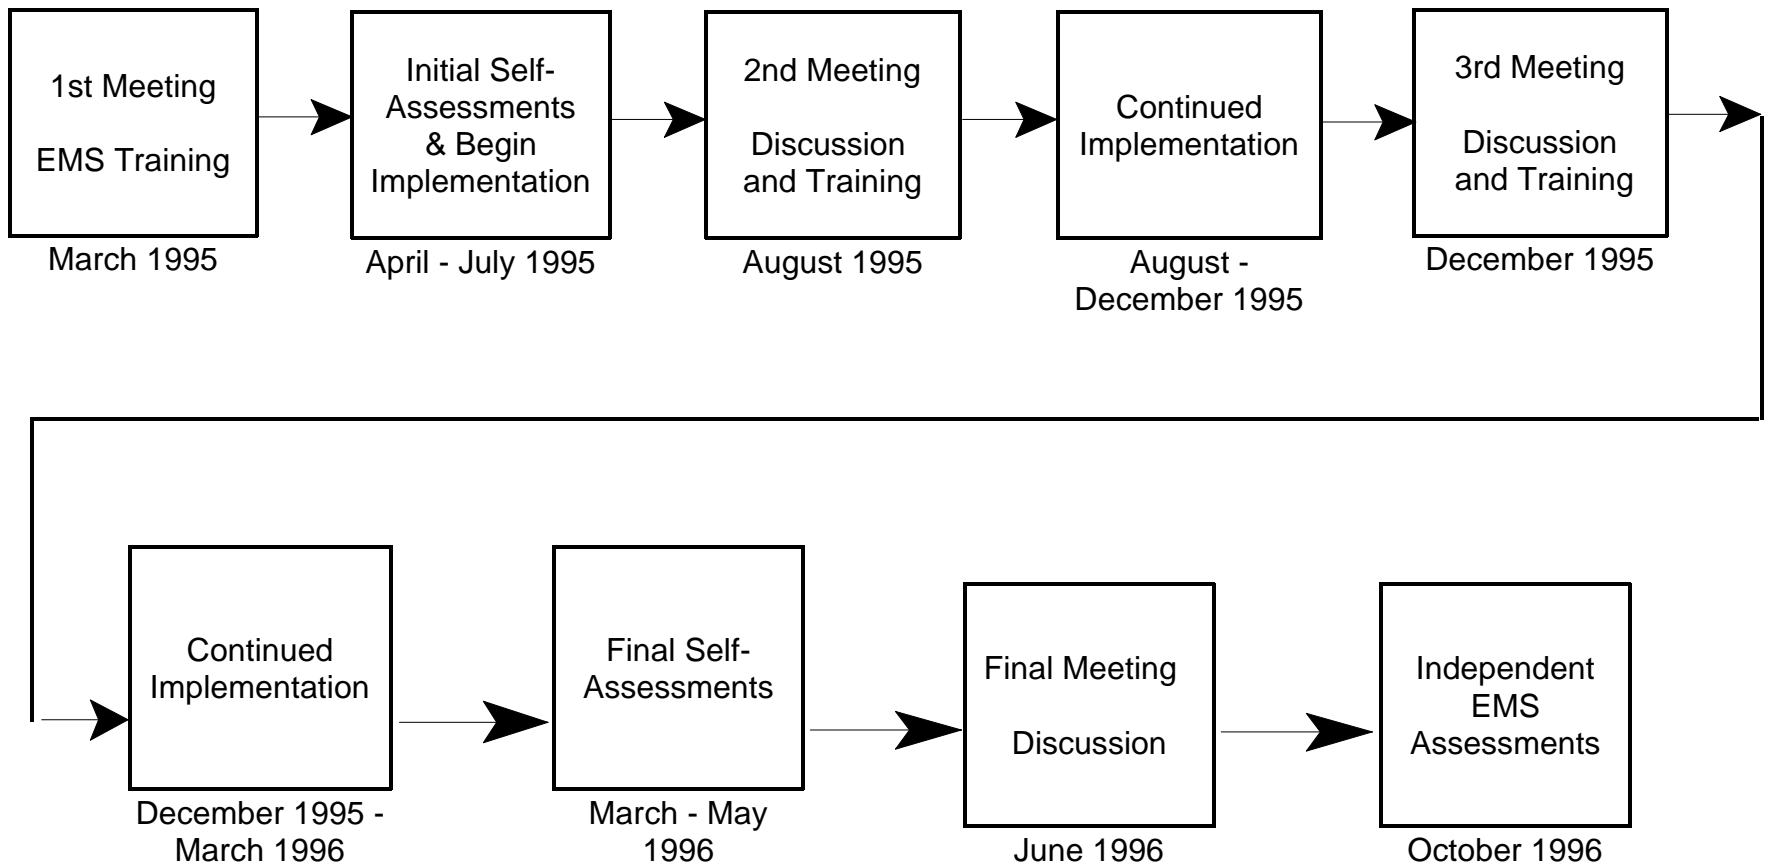 1st Meeting
EMS Training
March 1995
Initial Self-
Assessments
& Begin
Implementation
April - July 1995
2nd Meeting
Discussion
and Training
August 1995
Continued
Implementation
August -
December 1995
3rd Meeting
Discussion
and Training
December 1995
Continued
Implementation
December 1995 -
March 1996
Final Self-
Assessments
March - May
1996
Final Meeting
Discussion
June 1996
Independent
EMS
Assessments
October 1996